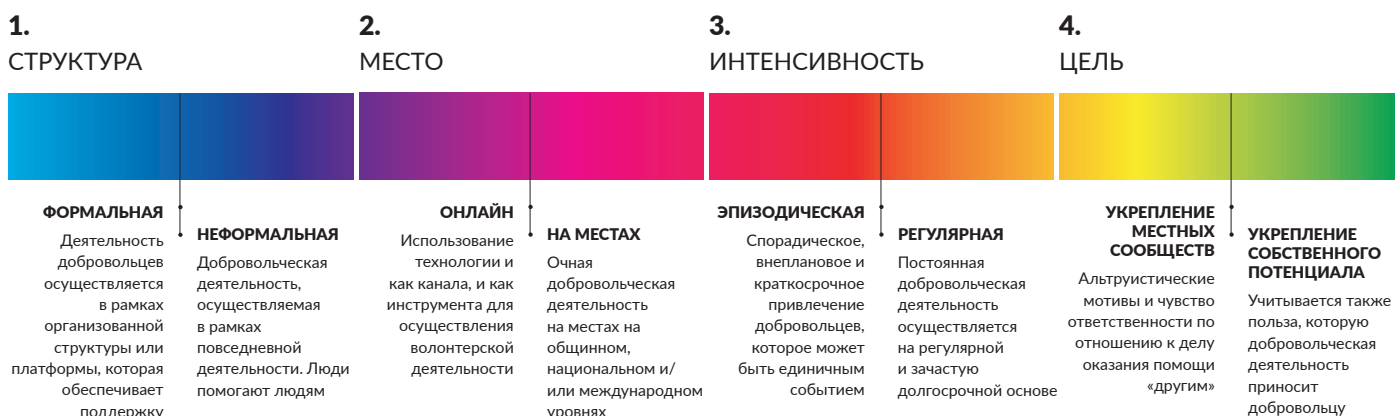 1.
СТРУКТУРА
ФОРМАЛЬНАЯ
Деятельность
добровольцев
осуществляется
в рамках
организованной
структуры или
платформы, которая
обеспечивает
поддержку
НЕФОРМАЛЬНАЯ
Добровольческая
деятельность,
осуществляемая
в рамках
повседневной
деятельности. Люди
помогают людям
2.
МЕСТО
ОНЛАЙН
Использование
технологии и
как канала, и как
инструмента для
осуществления
волонтерской
деятельности
НА МЕСТАХ
Очная
добровольческая
деятельность
на местах на
общинном,
национальном и/
или международном
уровнях
3.
ИНТЕНСИВНОСТЬ
ЭПИЗОДИЧЕСКАЯ
Спорадическое,
внеплановое и
краткосрочное
привлечение
добровольцев,
которое может
быть единичным
событием
РЕГУЛЯРНАЯ
Постоянная
добровольческая
деятельность
осуществляется
на регулярной
и зачастую
долгосрочной основе
4.
ЦЕЛЬ
УКРЕПЛЕНИЕ
МЕСТНЫХ
СООБЩЕСТВ
Альтруистические
мотивы и чувство
ответственности по
отношению к делу
оказания помощи
«другим»
УКРЕПЛЕНИЕ
СОБСТВЕННОГО
ПОТЕНЦИАЛА
Учитывается также
польза, которую
добровольческая
деятельность
приносит
добровольцу